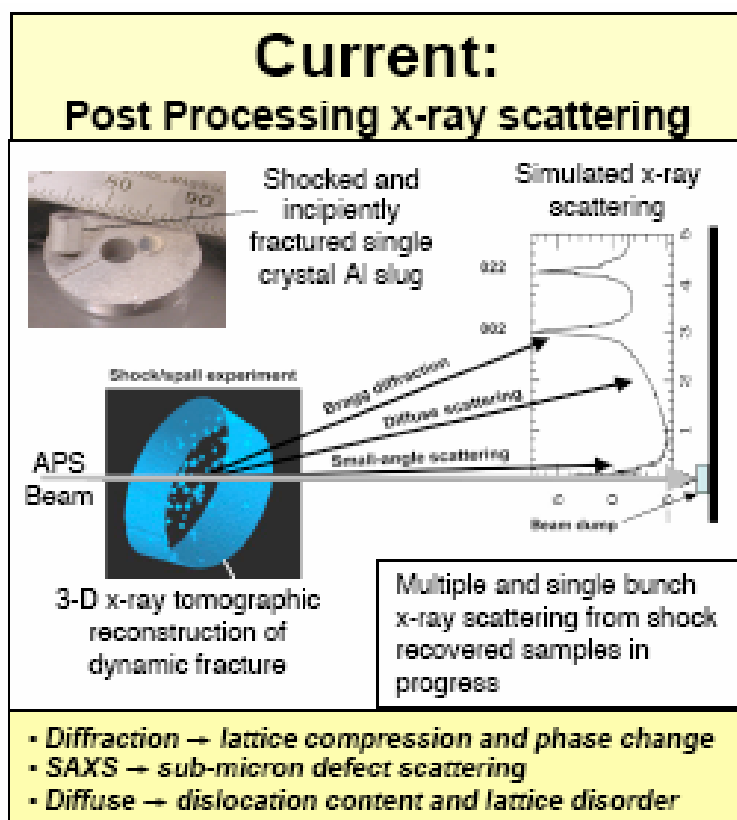 Current:
Post Processing x-ray scattering
80
90
Shocked and
incipiently
fractured single
crystal Al slug
Simulated x-ray
scattering
022
002
Shock/spall experiment
Bragg diffraction
Diffuse scattering
Small-angle scattering
APS
Beam
Beam dump
3-D x-ray tomographic
reconstruction of
dynamic fracture
Multiple and single bunch
x-ray scattering from shock
recovered samples in
progress
▪ Diffraction → lattice compression and phase change
▪ SAXS → sub-micron defect scattering
▪ Diffuse → dislocation content and lattice disorder